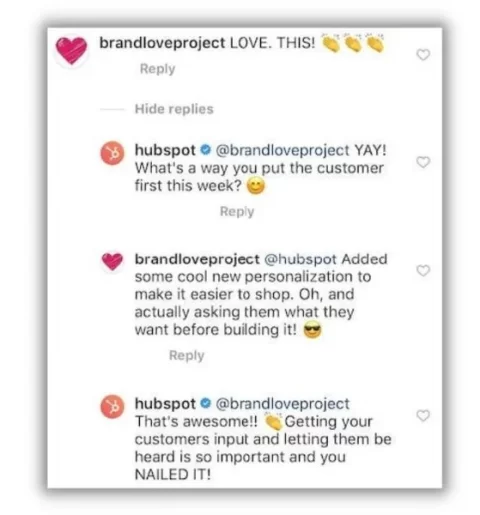 brandloveproject LOVE. THIS! 👏👏👏
Reply
Hide replies
hubspot @brandloveproject YAY!
What's a way you put the customer
first this week? 😊
Reply
brandloveproject @hubspot Added
some cool new personalization to
make it easier to shop. Oh, and
actually asking them what they
want before building it! 😎
Reply
hubspot @brandloveproject
That's awesome!! 👏Getting your
customers input and letting them be
heard is so important and you
NAILED IT!